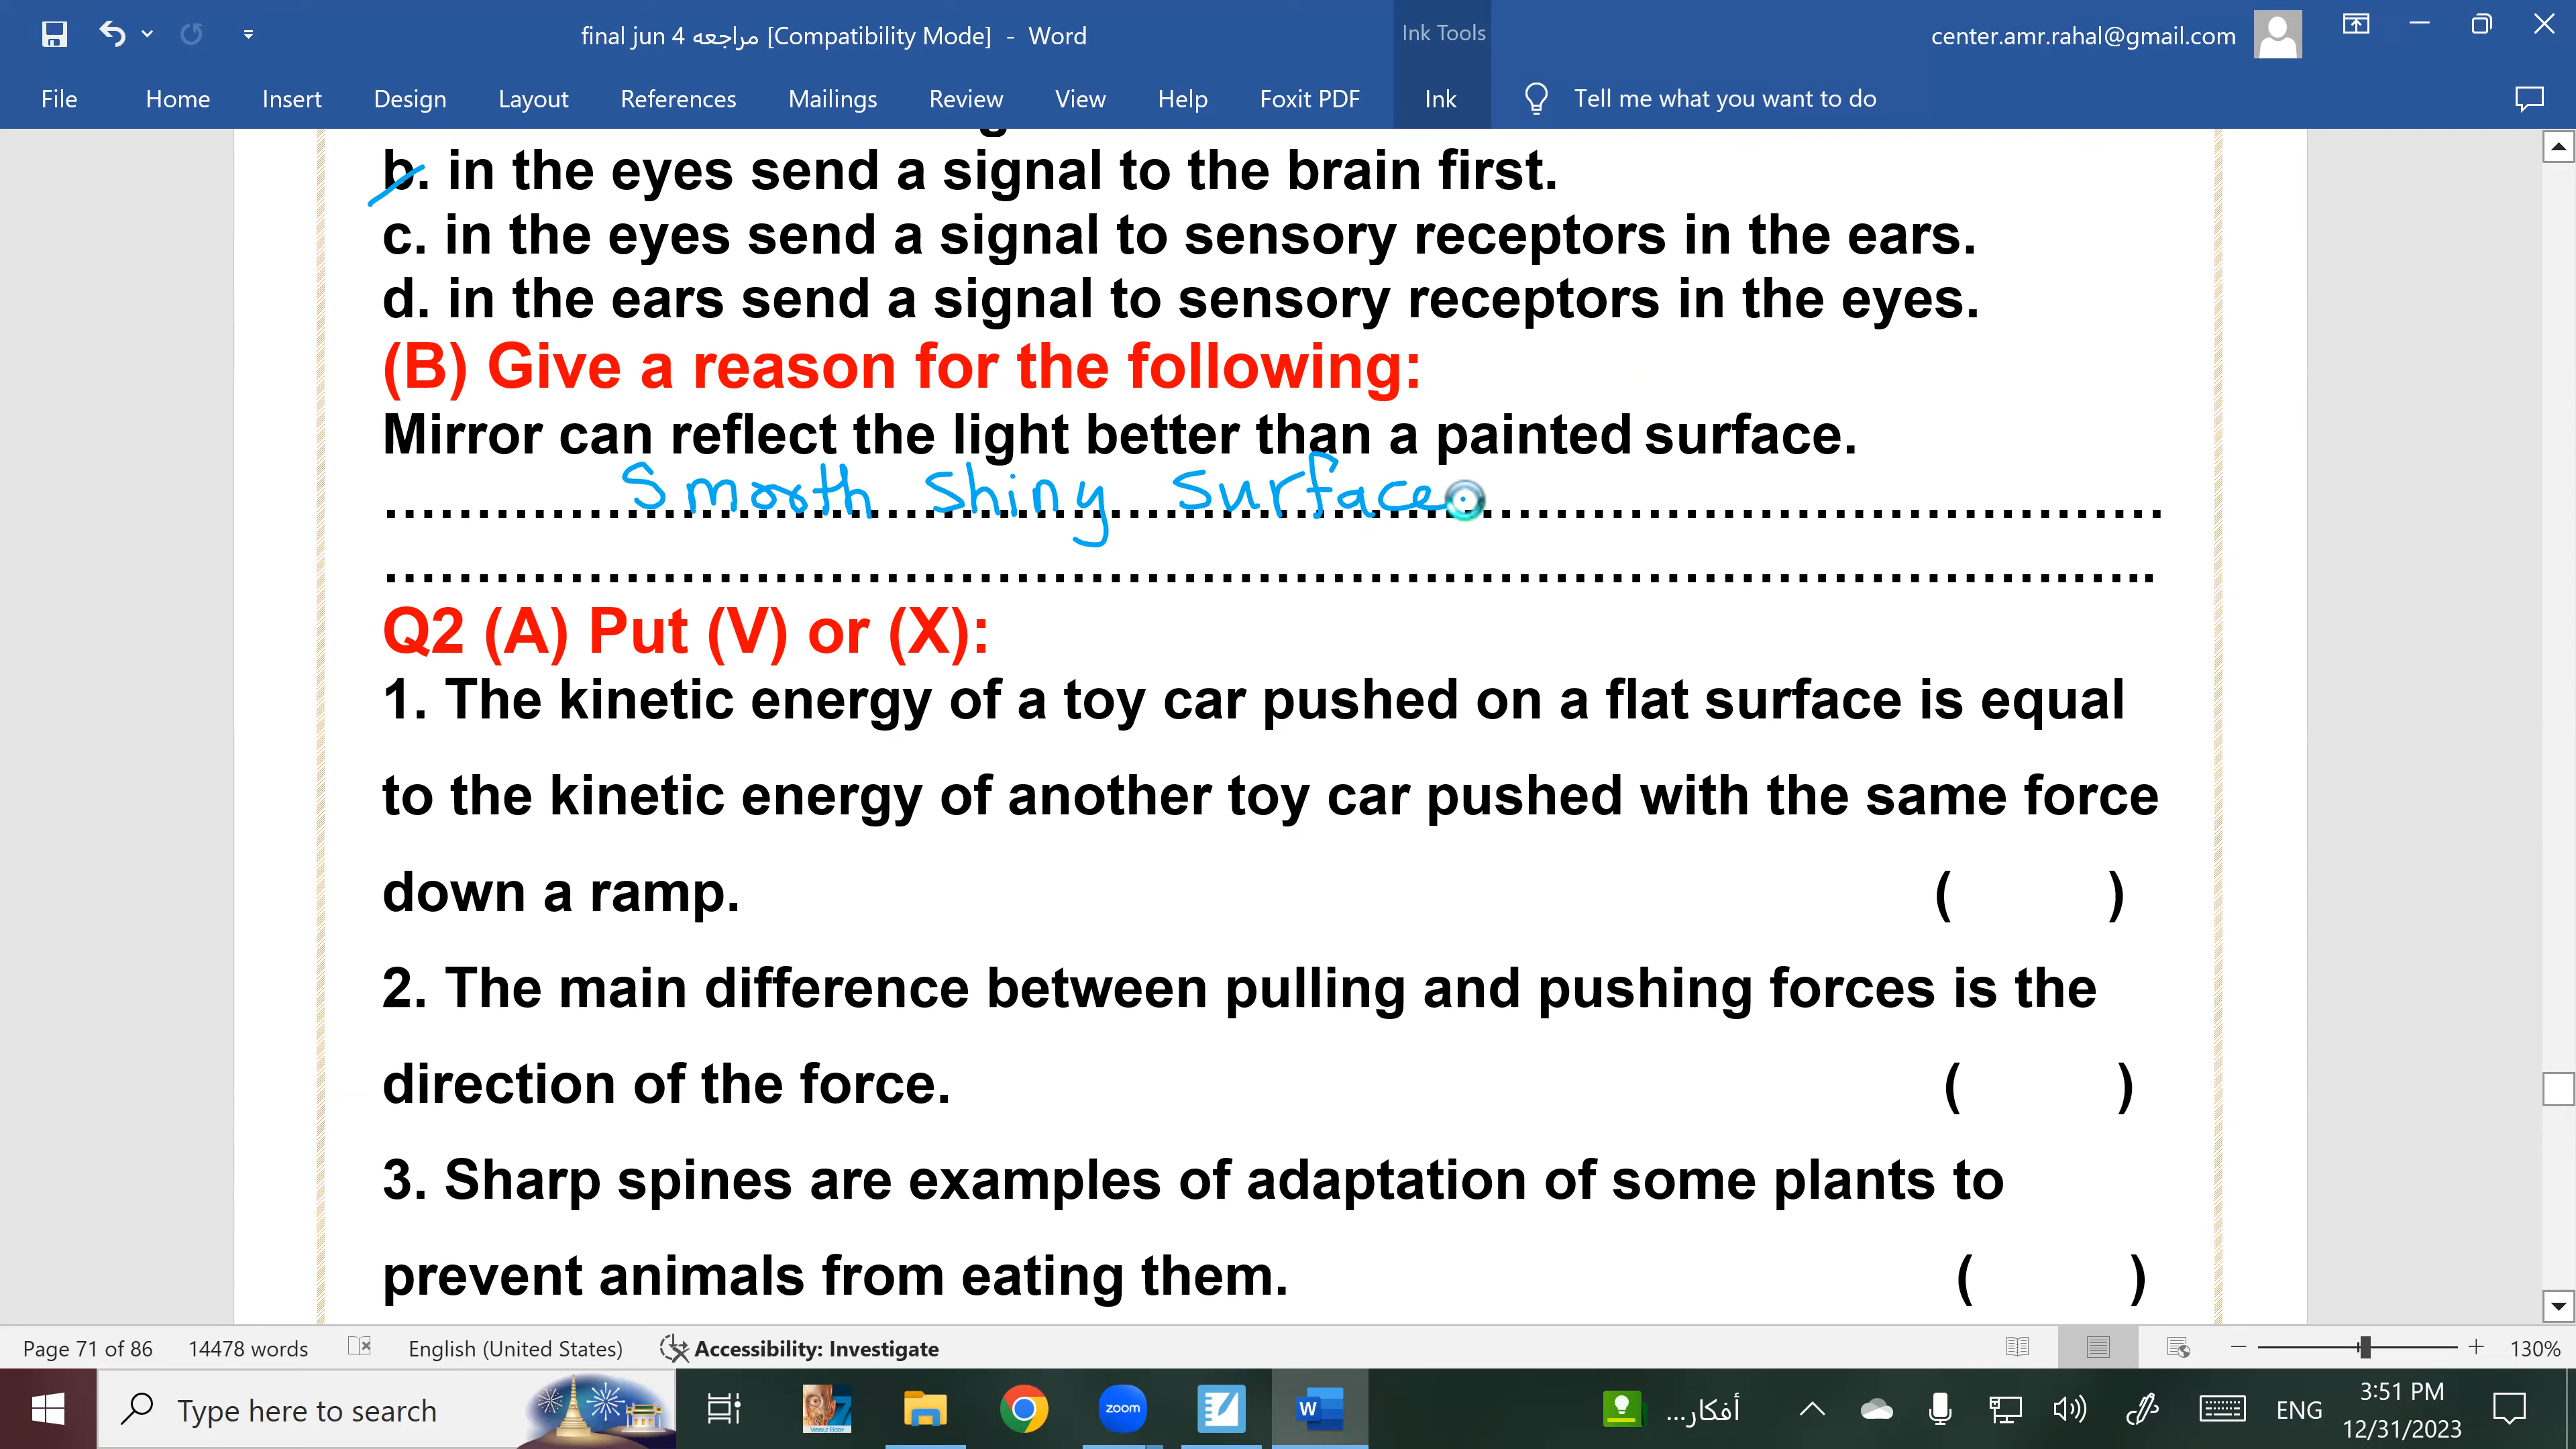 final jun 4 مراجعه [Compatibility Mode] - Word
Ink Tools
center.amr.rahal@gmail.com
File Home Insert Design Layout References Mailings Review View Help Foxit PDF Ink Tell me what you want to do
b. in the eyes send a signal to the brain first.
c. in the eyes send a signal to sensory receptors in the ears.
d. in the ears send a signal to sensory receptors in the eyes.
(B) Give a reason for the following:
Mirror can reflect the light better than a painted surface.
Smooth shiny surface
Q2 (A) Put (V) or (X):
1. The kinetic energy of a toy car pushed on a flat surface is equal
to the kinetic energy of another toy car pushed with the same force
down a ramp. ( )
2. The main difference between pulling and pushing forces is the
direction of the force. ( )
3. Sharp spines are examples of adaptation of some plants to
prevent animals from eating them. ( )
Page 71 of 86 14478 words English (United States) Accessibility: Investigate 130%
Type here to search zoom W أفكار... ENG 3:51 PM
12/31/2023